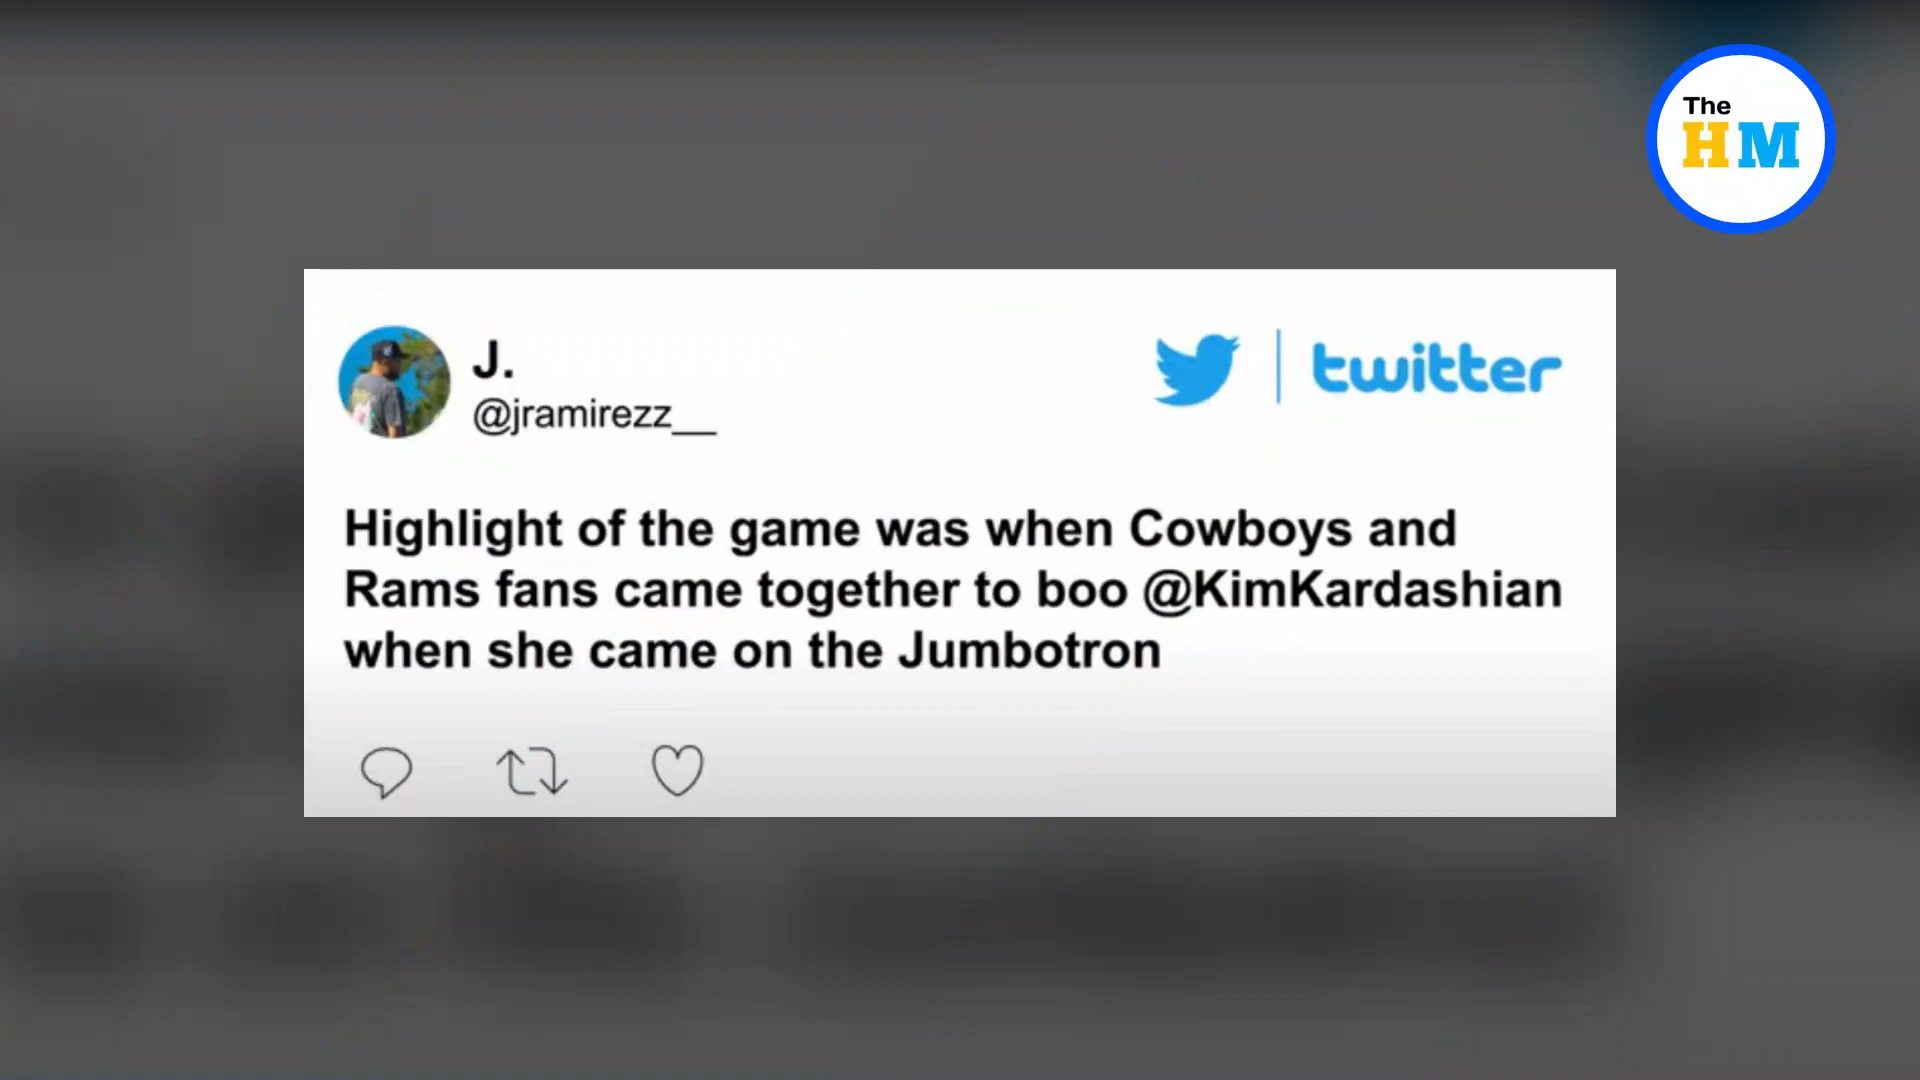 The
HM
J.
twitter
@jramirezz__
Highlight of the game was when Cowboys and
Rams fans came together to boo @KimKardashian
when she came on the Jumbotron